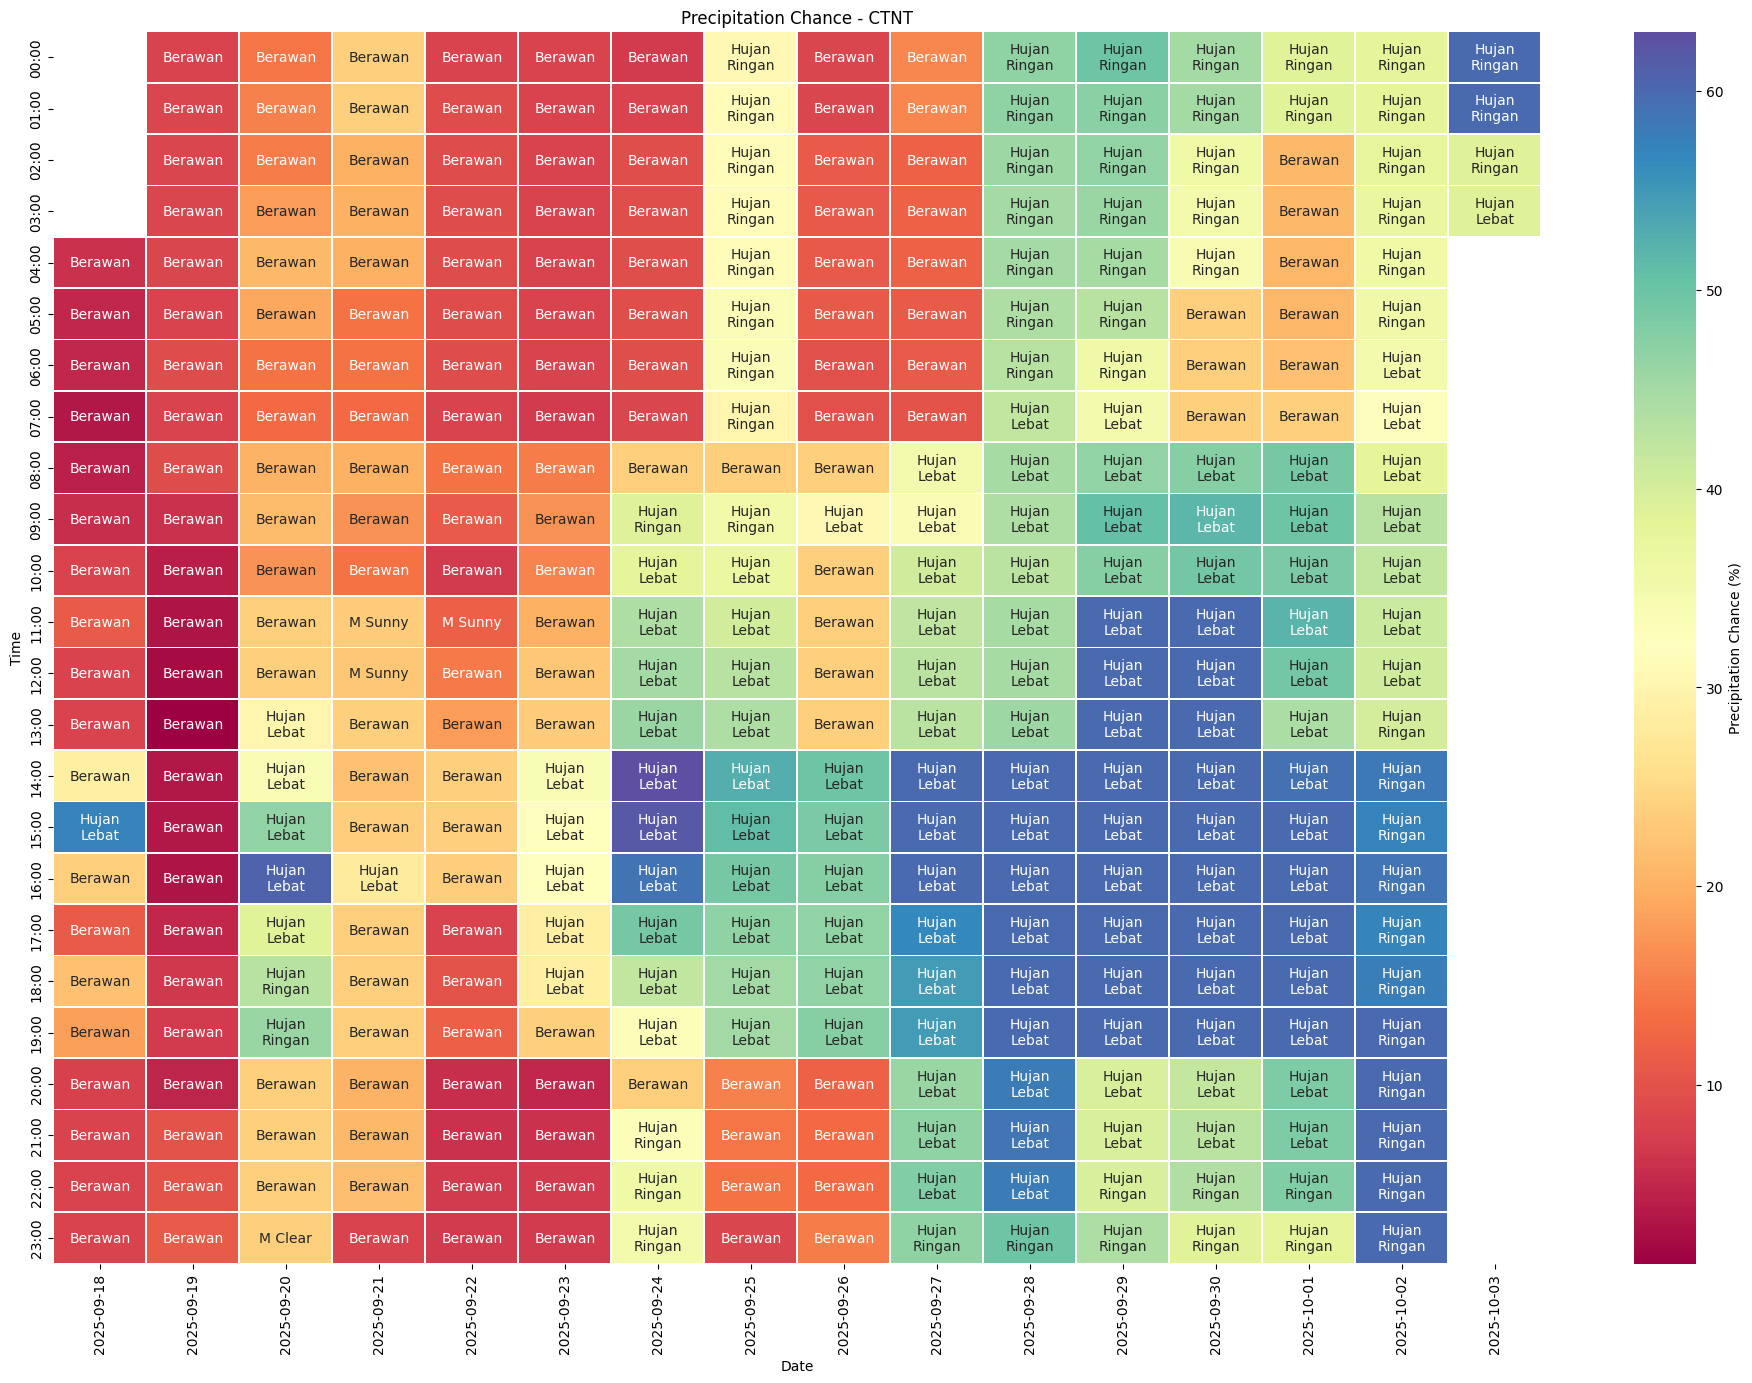 Precipitation Chance - CTNT
00:00 Berawan Berawan Berawan Berawan Berawan Berawan Hujan Ringan Berawan Berawan Hujan Ringan Hujan Ringan Hujan Ringan Hujan Ringan Hujan Ringan Hujan Ringan
01:00 Berawan Berawan Berawan Berawan Berawan Berawan Hujan Ringan Berawan Berawan Hujan Ringan Hujan Ringan Hujan Ringan Hujan Ringan Hujan Ringan Hujan Ringan
02:00 Berawan Berawan Berawan Berawan Berawan Berawan Hujan Ringan Berawan Berawan Hujan Ringan Hujan Ringan Hujan Ringan Berawan Hujan Ringan Hujan Ringan
03:00 Berawan Berawan Berawan Berawan Berawan Berawan Hujan Ringan Berawan Berawan Hujan Ringan Hujan Ringan Hujan Ringan Berawan Hujan Ringan Hujan Lebat
04:00 Berawan Berawan Berawan Berawan Berawan Berawan Berawan Hujan Ringan Berawan Berawan Hujan Ringan Hujan Ringan Hujan Ringan Berawan Hujan Ringan
05:00 Berawan Berawan Berawan Berawan Berawan Berawan Berawan Hujan Ringan Berawan Berawan Hujan Ringan Hujan Ringan Berawan Berawan Hujan Ringan
06:00 Berawan Berawan Berawan Berawan Berawan Berawan Berawan Hujan Ringan Berawan Berawan Hujan Ringan Hujan Ringan Berawan Berawan Hujan Lebat
07:00 Berawan Berawan Berawan Berawan Berawan Berawan Berawan Hujan Ringan Berawan Berawan Hujan Lebat Hujan Lebat Berawan Berawan Hujan Lebat
08:00 Berawan Berawan Berawan Berawan Berawan Berawan Berawan Berawan Berawan Hujan Lebat Hujan Lebat Hujan Lebat Hujan Lebat Hujan Lebat Hujan Lebat
09:00 Berawan Berawan Berawan Berawan Berawan Berawan Hujan Ringan Hujan Ringan Hujan Lebat Hujan Lebat Hujan Lebat Hujan Lebat Hujan Lebat Hujan Lebat Hujan Lebat
10:00 Berawan Berawan Berawan Berawan Berawan Berawan Hujan Lebat Hujan Lebat Berawan Hujan Lebat Hujan Lebat Hujan Lebat Hujan Lebat Hujan Lebat Hujan Lebat
11:00 Berawan Berawan Berawan M Sunny M Sunny Berawan Hujan Lebat Hujan Lebat Berawan Hujan Lebat Hujan Lebat Hujan Lebat Hujan Lebat Hujan Lebat Hujan Lebat
12:00 Berawan Berawan Berawan M Sunny Berawan Berawan Hujan Lebat Hujan Lebat Berawan Hujan Lebat Hujan Lebat Hujan Lebat Hujan Lebat Hujan Lebat Hujan Lebat
13:00 Berawan Berawan Hujan Lebat Berawan Berawan Berawan Hujan Lebat Hujan Lebat Berawan Hujan Lebat Hujan Lebat Hujan Lebat Hujan Lebat Hujan Lebat Hujan Ringan
14:00 Berawan Berawan Hujan Lebat Berawan Berawan Hujan Lebat Hujan Lebat Hujan Lebat Hujan Lebat Hujan Lebat Hujan Lebat Hujan Lebat Hujan Lebat Hujan Lebat Hujan Ringan
15:00 Hujan Lebat Berawan Hujan Lebat Berawan Berawan Hujan Lebat Hujan Lebat Hujan Lebat Hujan Lebat Hujan Lebat Hujan Lebat Hujan Lebat Hujan Lebat Hujan Lebat Hujan Ringan
16:00 Berawan Berawan Hujan Lebat Hujan Lebat Berawan Hujan Lebat Hujan Lebat Hujan Lebat Hujan Lebat Hujan Lebat Hujan Lebat Hujan Lebat Hujan Lebat Hujan Lebat Hujan Ringan
17:00 Berawan Berawan Hujan Lebat Berawan Berawan Hujan Lebat Hujan Lebat Hujan Lebat Hujan Lebat Hujan Lebat Hujan Lebat Hujan Lebat Hujan Lebat Hujan Lebat Hujan Ringan
18:00 Berawan Berawan Hujan Ringan Berawan Berawan Hujan Lebat Hujan Lebat Hujan Lebat Hujan Lebat Hujan Lebat Hujan Lebat Hujan Lebat Hujan Lebat Hujan Lebat Hujan Ringan
19:00 Berawan Berawan Hujan Ringan Berawan Berawan Berawan Hujan Lebat Hujan Lebat Hujan Lebat Hujan Lebat Hujan Lebat Hujan Lebat Hujan Lebat Hujan Lebat Hujan Ringan
20:00 Berawan Berawan Berawan Berawan Berawan Berawan Berawan Berawan Berawan Hujan Lebat Hujan Lebat Hujan Lebat Hujan Lebat Hujan Lebat Hujan Ringan
21:00 Berawan Berawan Berawan Berawan Berawan Berawan Hujan Ringan Berawan Berawan Hujan Lebat Hujan Lebat Hujan Lebat Hujan Lebat Hujan Lebat Hujan Ringan
22:00 Berawan Berawan Berawan Berawan Berawan Berawan Hujan Ringan Berawan Berawan Hujan Lebat Hujan Lebat Hujan Ringan Hujan Ringan Hujan Ringan Hujan Ringan
23:00 Berawan Berawan M Clear Berawan Berawan Berawan Hujan Ringan Berawan Berawan Hujan Ringan Hujan Ringan Hujan Ringan Hujan Ringan Hujan Ringan Hujan Ringan
2025-09-18 2025-09-19 2025-09-20 2025-09-21 2025-09-22 2025-09-23 2025-09-24 2025-09-25 2025-09-26 2025-09-27 2025-09-28 2025-09-29 2025-09-30 2025-10-01 2025-10-02 2025-10-03
Date
Time
60
50
40
30
20
10
Precipitation Chance (%)